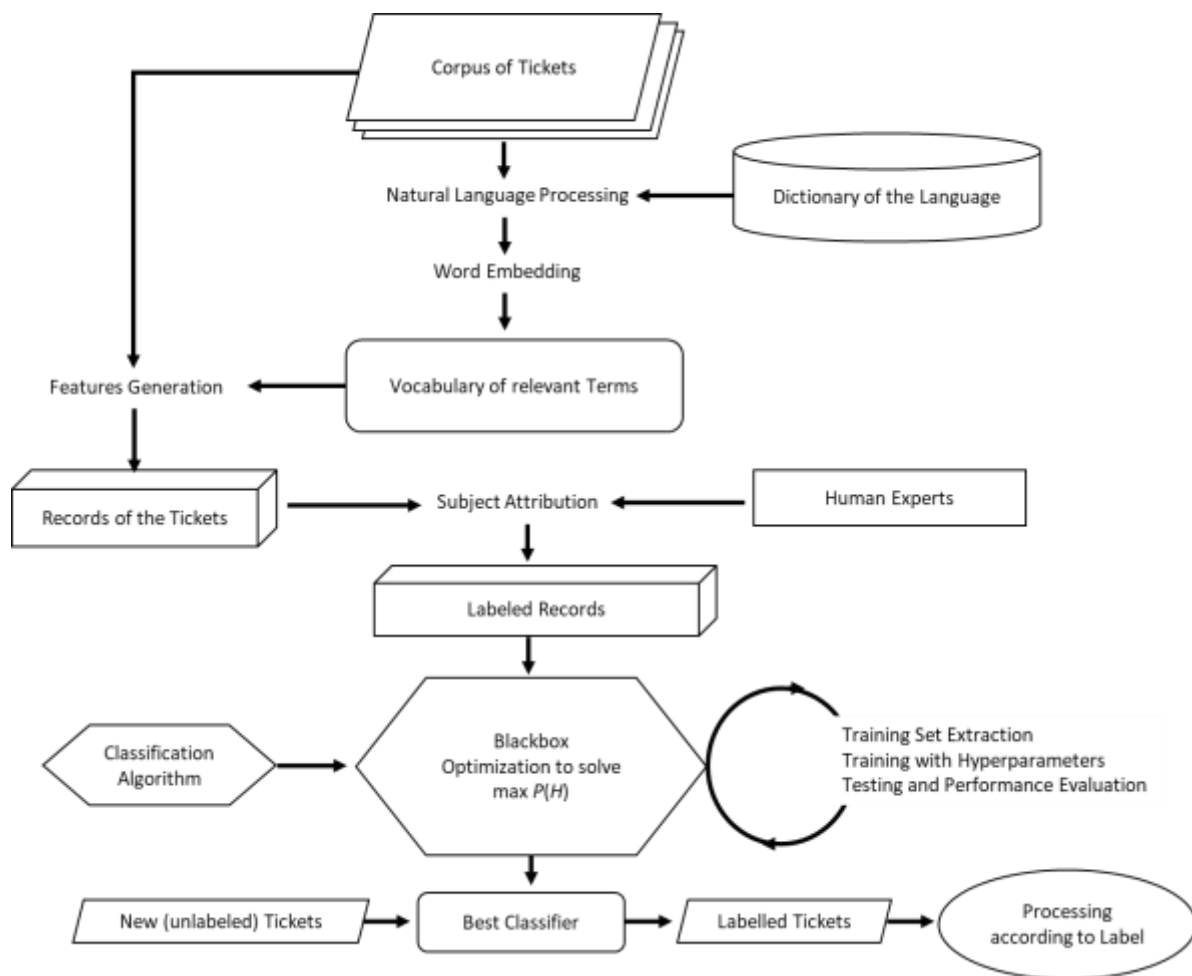 Corpus of Tickets
Natural Language Processing
Dictionary of the Language
Word Embedding
Features Generation
Vocabulary of relevant Terms
Records of the Tickets
Subject Attribution
Human Experts
Labeled Records
Classification
Algorithm
Blackbox
Optimization to solve
max P(H)
Training Set Extraction
Training with Hyperparameters
Testing and Performance Evaluation
New (unlabeled) Tickets
Best Classifier
Labelled Tickets
Processing
according to Label